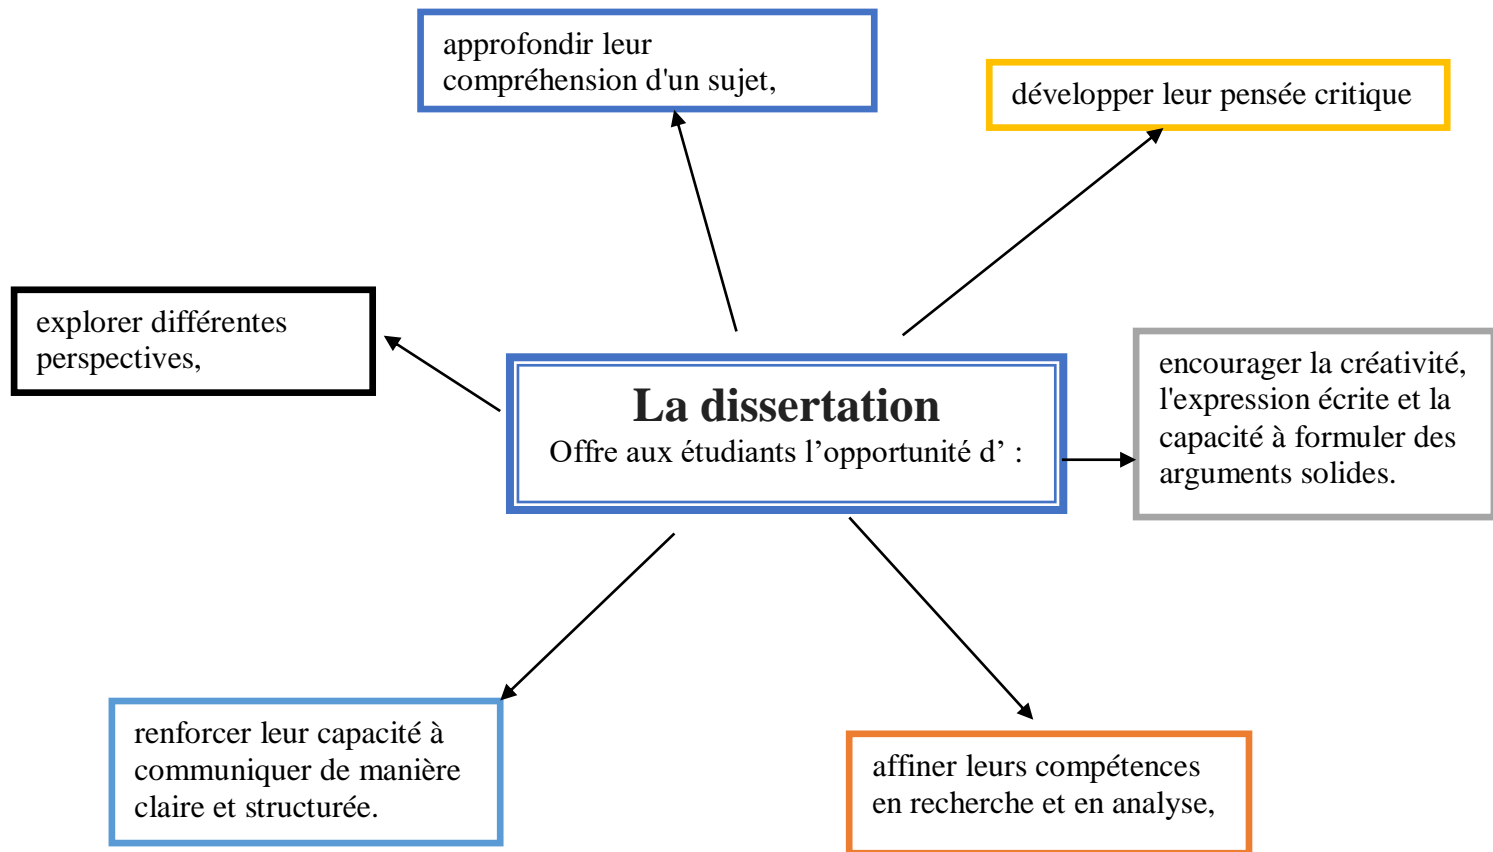 approfondir leur
compréhension d'un sujet,
développer leur pensée critique
explorer différentes
perspectives,
La dissertation
Offre aux étudiants l’opportunité d’ :
encourager la créativité,
l'expression écrite et la
capacité à formuler des
arguments solides.
renforcer leur capacité à
communiquer de manière
claire et structurée.
affiner leurs compétences
en recherche et en analyse,